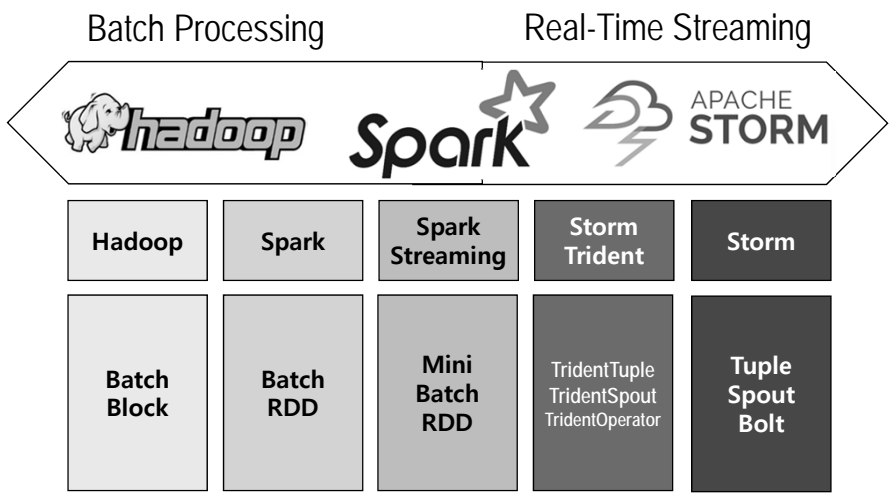 Batch Processing
Real-Time Streaming
hadoop
Spark
APACHE
STORM
Hadoop
Spark
Spark
Streaming
Storm
Trident
Storm
Batch
Block
Batch
RDD
Mini
Batch
RDD
TridentTuple
TridentSpout
TridentOperator
Tuple
Spout
Bolt